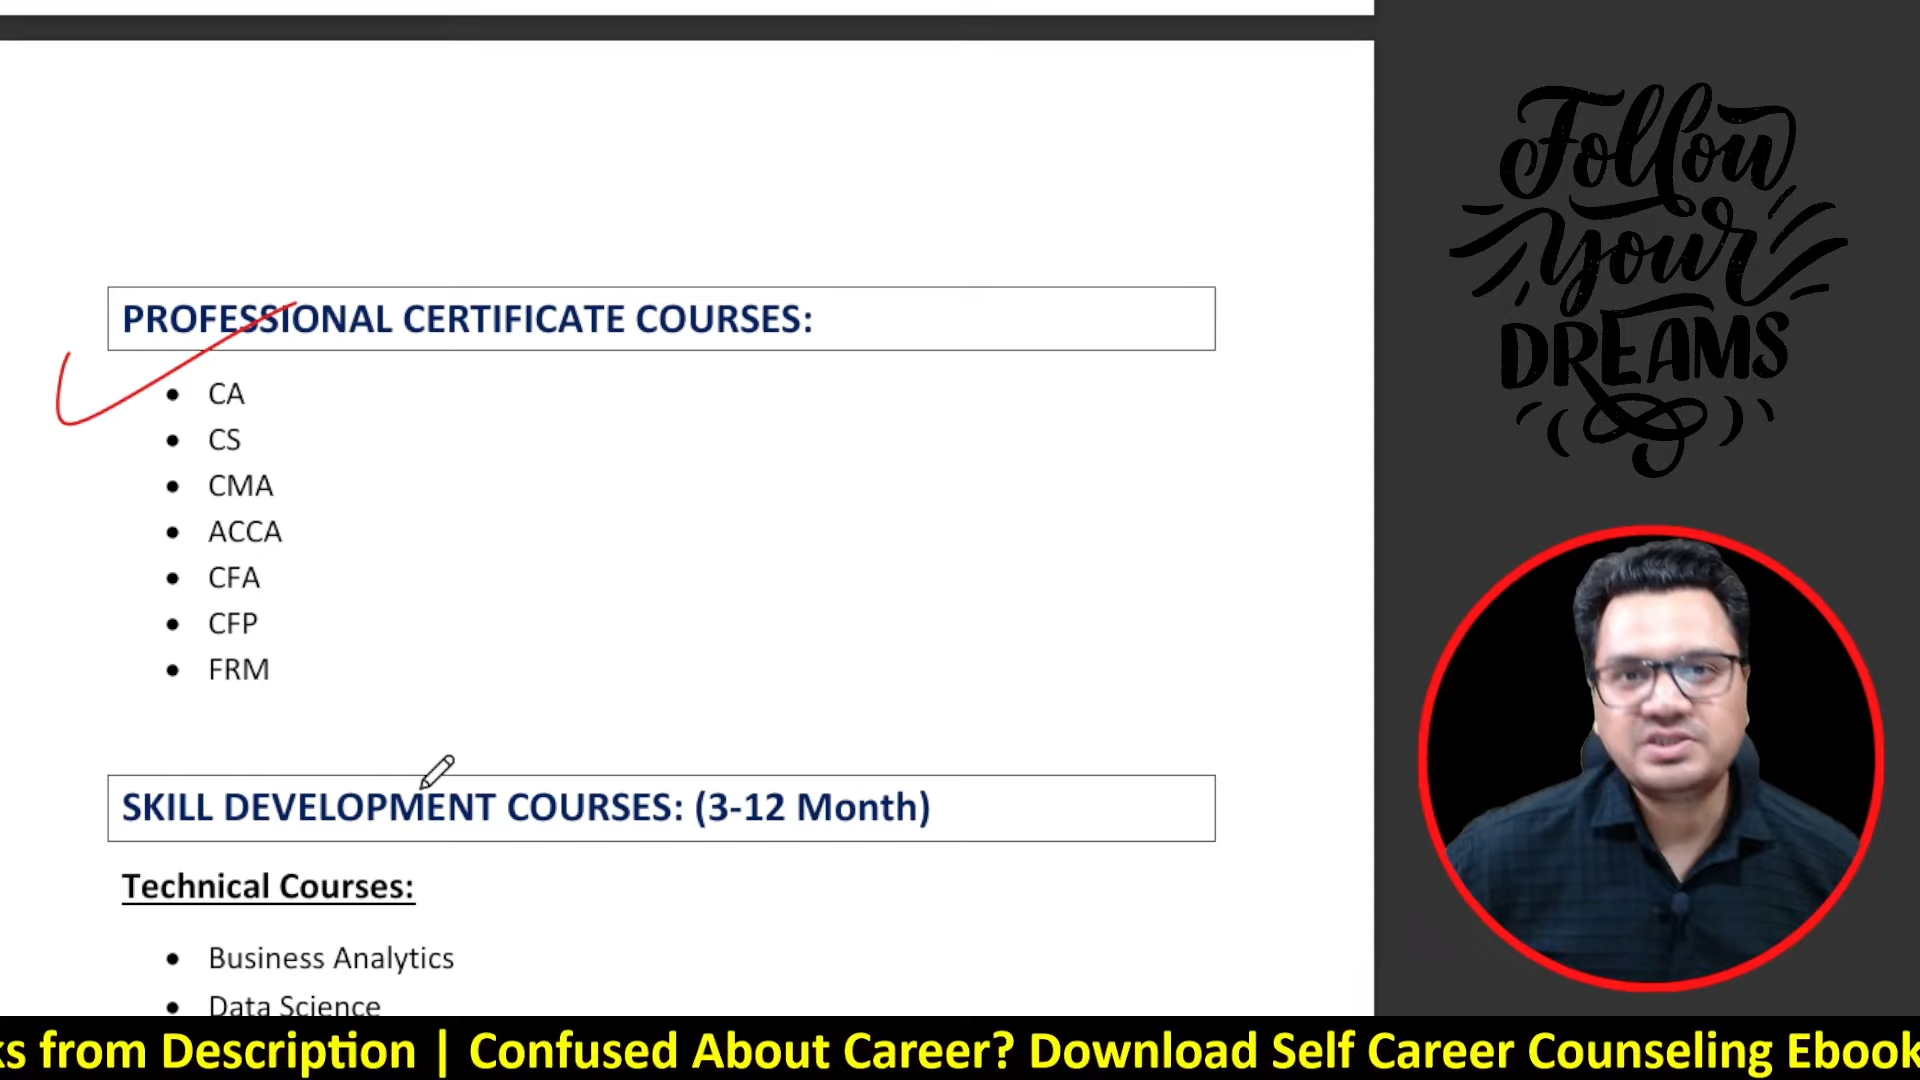 PROFESSIONAL CERTIFICATE COURSES:
• CA
• CS
• CMA
• ACCA
• CFA
• CFP
• FRM
SKILL DEVELOPMENT COURSES: (3-12 Month)
Technical Courses:
• Business Analytics
• Data Science
Follow
Your
DREAMS
ks from Description | Confused About Career? Download Self Career Counseling Ebook